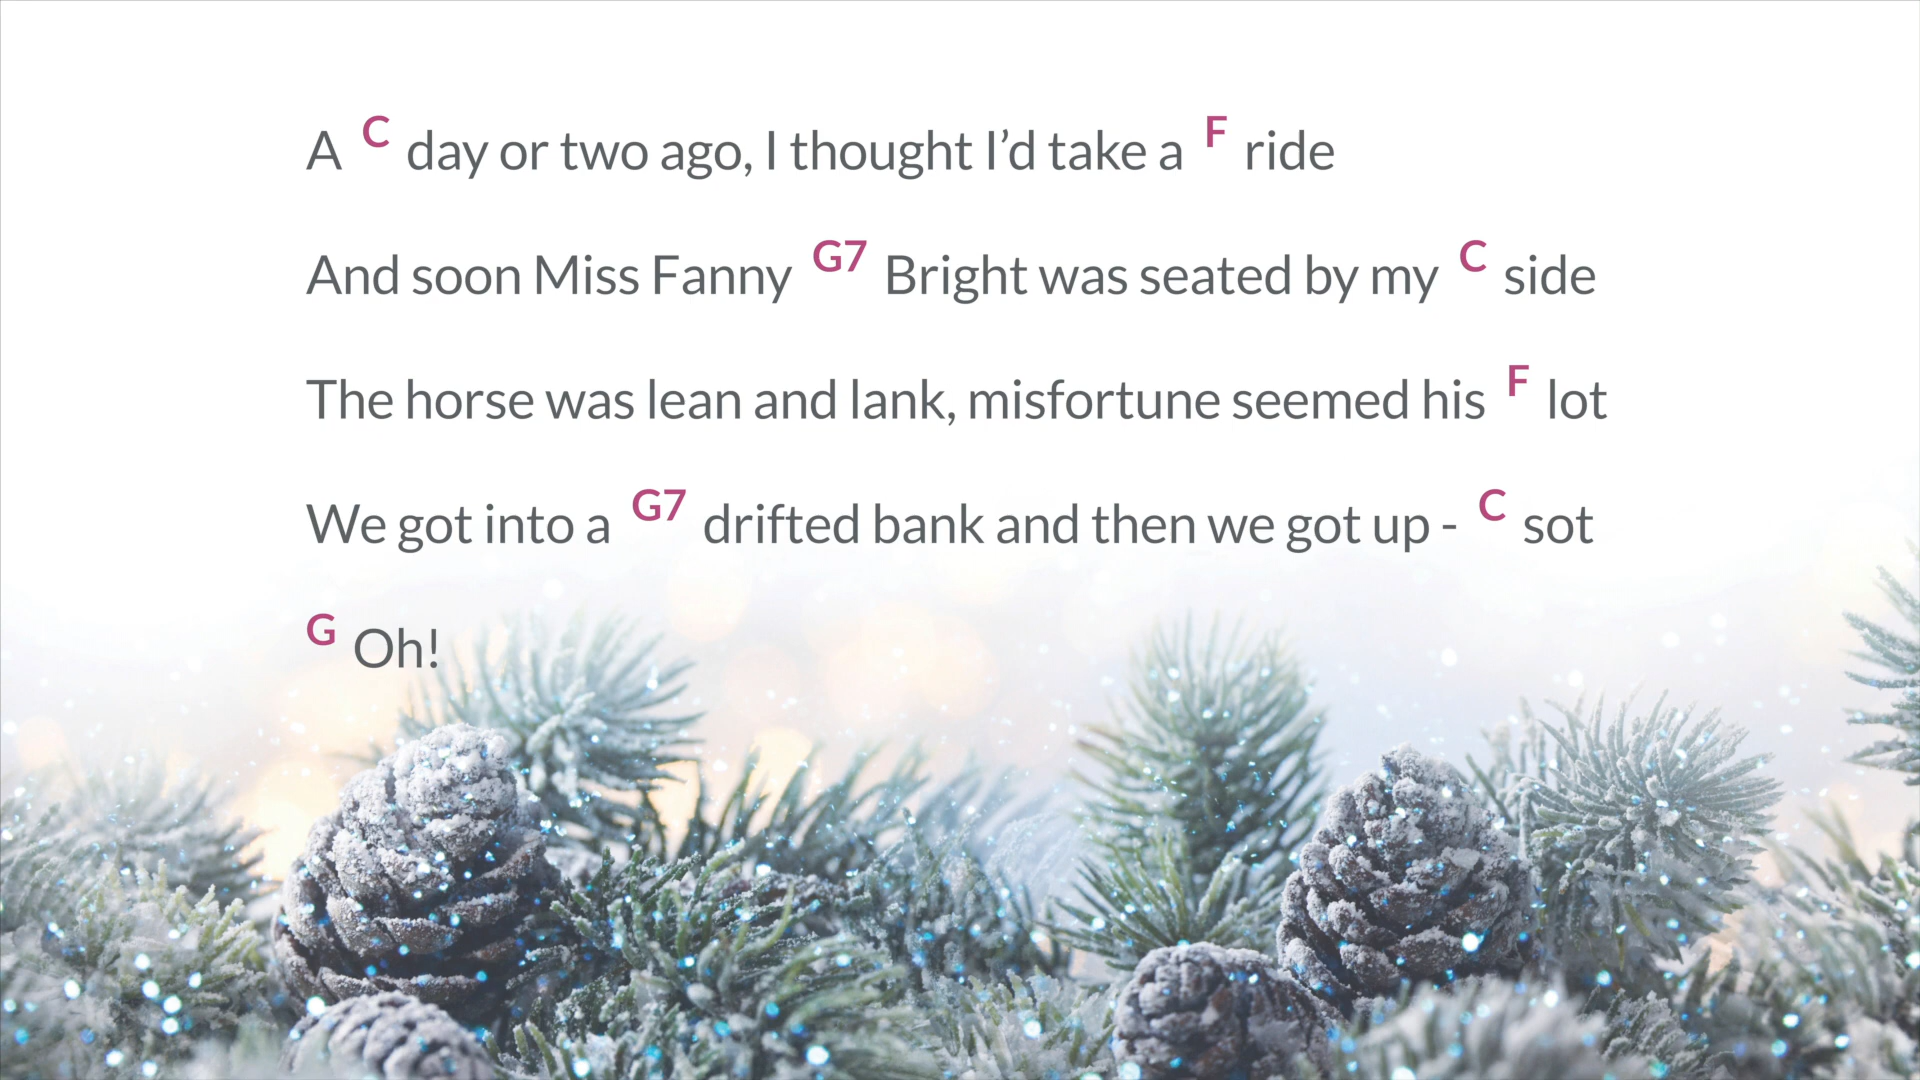 A C day or two ago, I thought I’d take a F ride
And soon Miss Fanny G7 Bright was seated by my C side
The horse was lean and lank, misfortune seemed his F lot
We got into a G7 drifted bank and then we got up - C sot
G Oh!